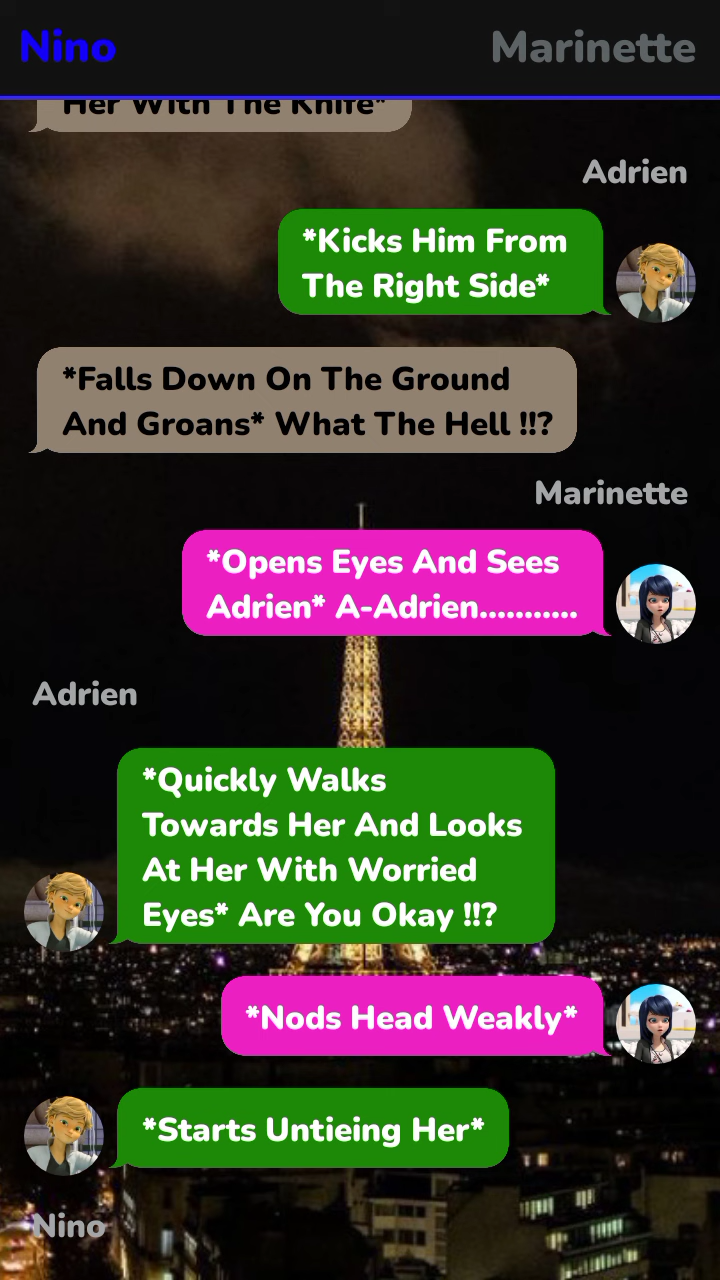 Nino
Marinette
Her With The Knife*
Adrien
*Kicks Him From
The Right Side*
*Falls Down On The Ground
And Groans* What The Hell !!?
Marinette
*Opens Eyes And Sees
Adrien* A-Adrien...........
Adrien
*Quickly Walks
Towards Her And Looks
At Her With Worried
Eyes* Are You Okay !!?
*Nods Head Weakly*
*Starts Untieing Her*
Nino